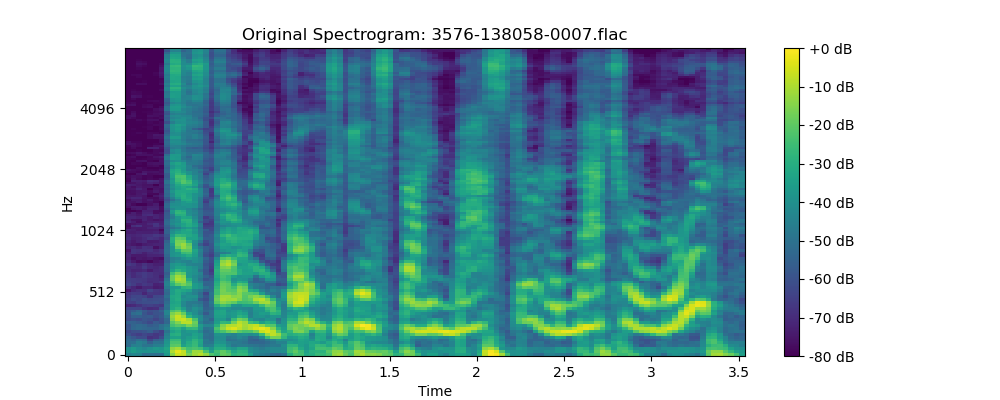 Original Spectrogram: 3576-138058-0007.flac
Hz
4096
2048
1024
512
0
0 0.5 1 1.5 2 2.5 3 3.5
Time
+0 dB
-10 dB
-20 dB
-30 dB
-40 dB
-50 dB
-60 dB
-70 dB
-80 dB